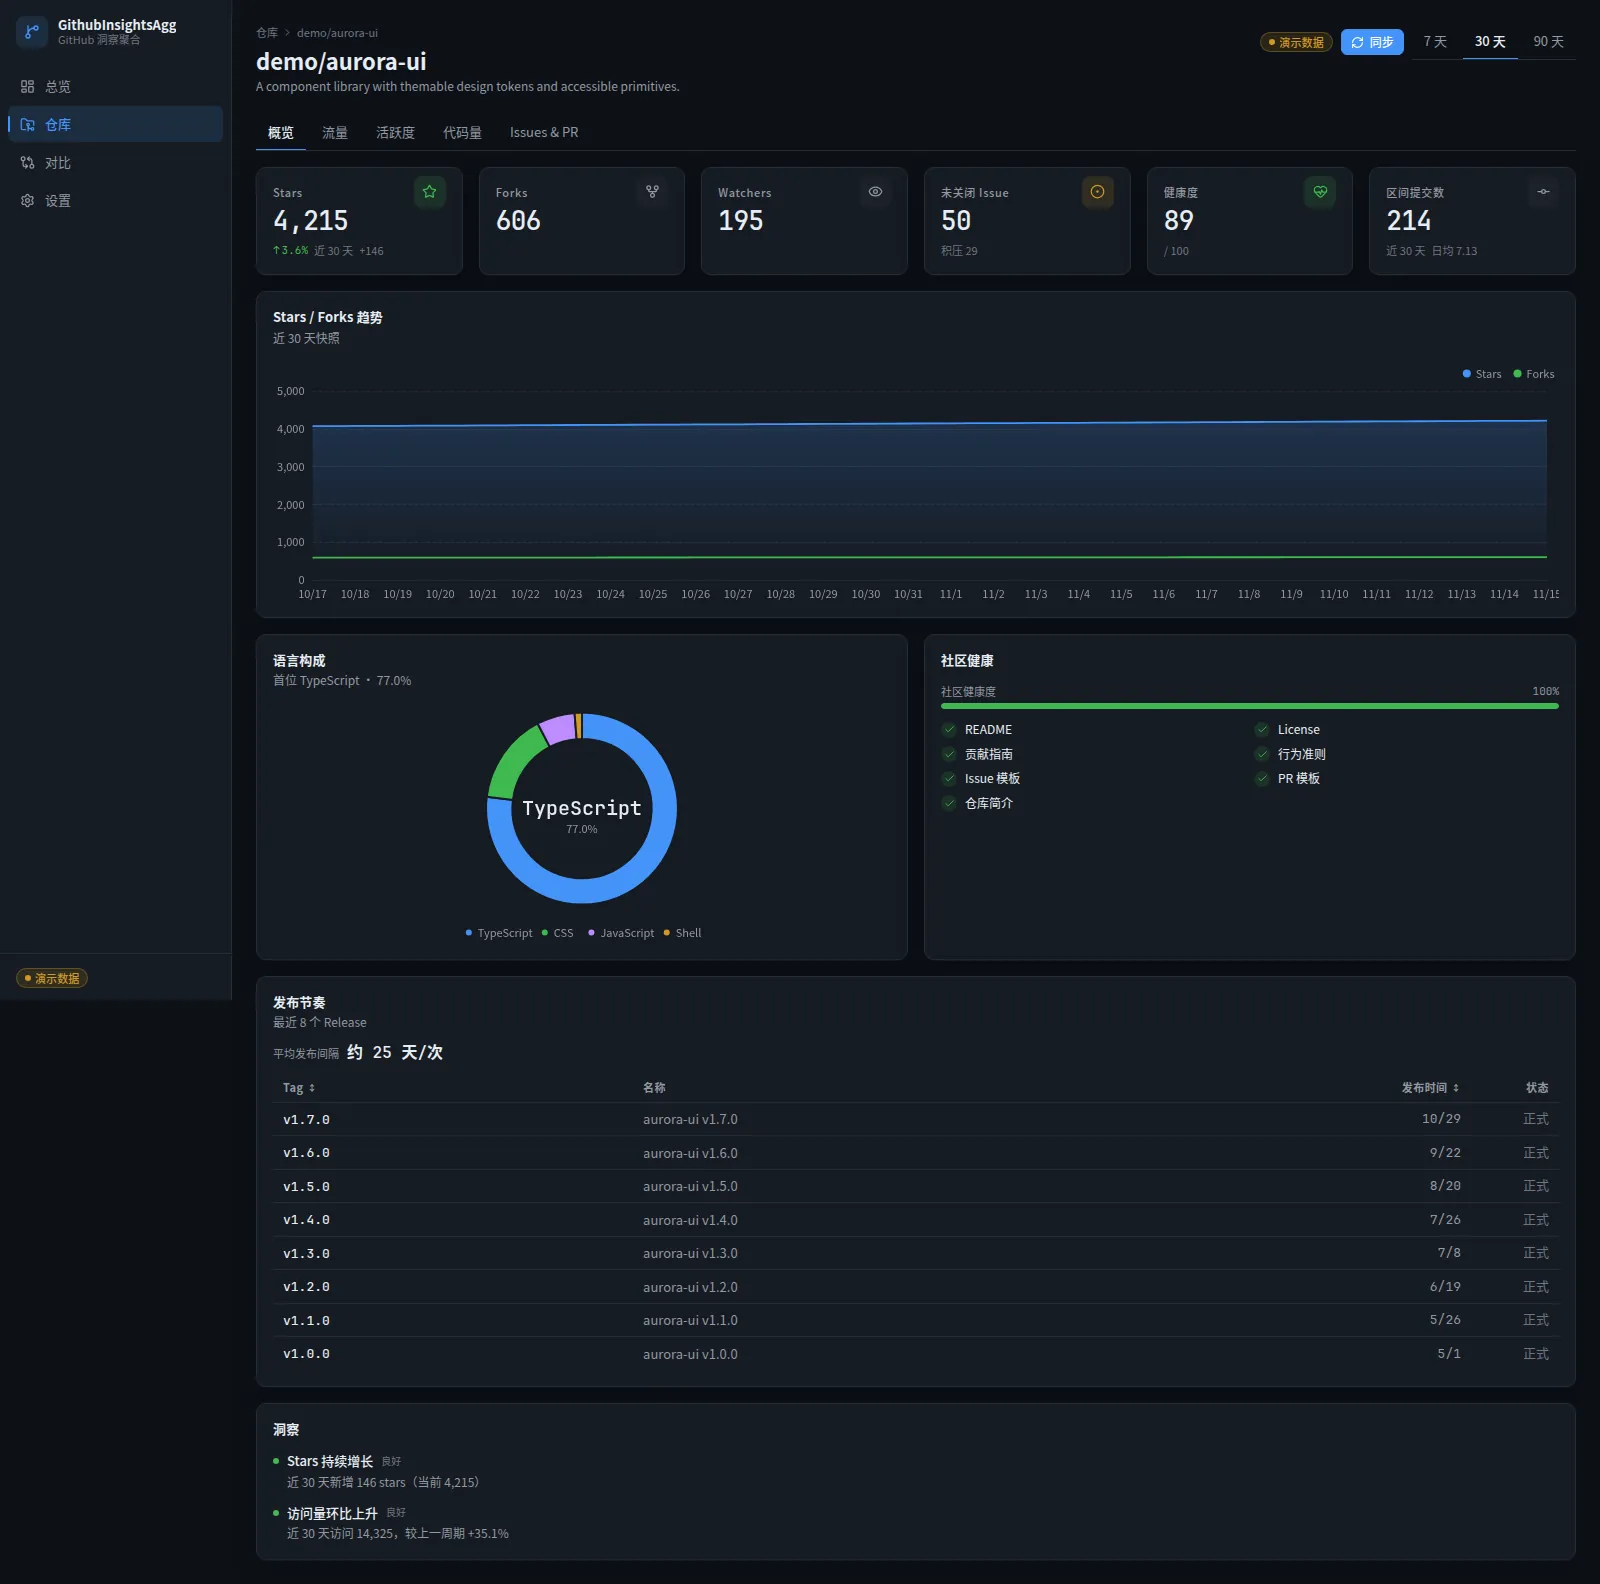 GithubInsightsAgg
GitHub 洞察聚合
总览
仓库
对比
设置
演示数据
仓库 > demo/aurora-ui
demo/aurora-ui
A component library with themable design tokens and accessible primitives.
演示数据
同步
7 天 30 天 90 天
概览 流量 活跃度 代码量 Issues & PR
Stars
4,215
↑3.6% 近 30 天 +146
Forks
606
Watchers
195
未关闭 Issue
50
积压 29
健康度
89
/ 100
区间提交数
214
近 30 天 日均 7.13
Stars / Forks 趋势
近 30 天快照
Stars Forks
5,000
4,000
3,000
2,000
1,000
0
10/17 10/18 10/19 10/20 10/21 10/22 10/23 10/24 10/25 10/26 10/27 10/28 10/29 10/30 10/31 11/1 11/2 11/3 11/4 11/5 11/6 11/7 11/8 11/9 11/10 11/11 11/12 11/13 11/14 11/15
语言构成
首位 TypeScript · 77.0%
TypeScript
77.0%
TypeScript CSS JavaScript Shell
社区健康
社区健康度 100%
README License
贡献指南 行为准则
Issue 模板 PR 模板
仓库简介
发布节奏
最近 8 个 Release
平均发布间隔 约 25 天/次
Tag 名称 发布时间 状态
v1.7.0 aurora-ui v1.7.0 10/29 正式
v1.6.0 aurora-ui v1.6.0 9/22 正式
v1.5.0 aurora-ui v1.5.0 8/20 正式
v1.4.0 aurora-ui v1.4.0 7/26 正式
v1.3.0 aurora-ui v1.3.0 7/8 正式
v1.2.0 aurora-ui v1.2.0 6/19 正式
v1.1.0 aurora-ui v1.1.0 5/26 正式
v1.0.0 aurora-ui v1.0.0 5/1 正式
洞察
Stars 持续增长 良好
近 30 天新增 146 stars（当前 4,215）
访问量环比上升 良好
近 30 天访问 14,325，较上一周期 +35.1%